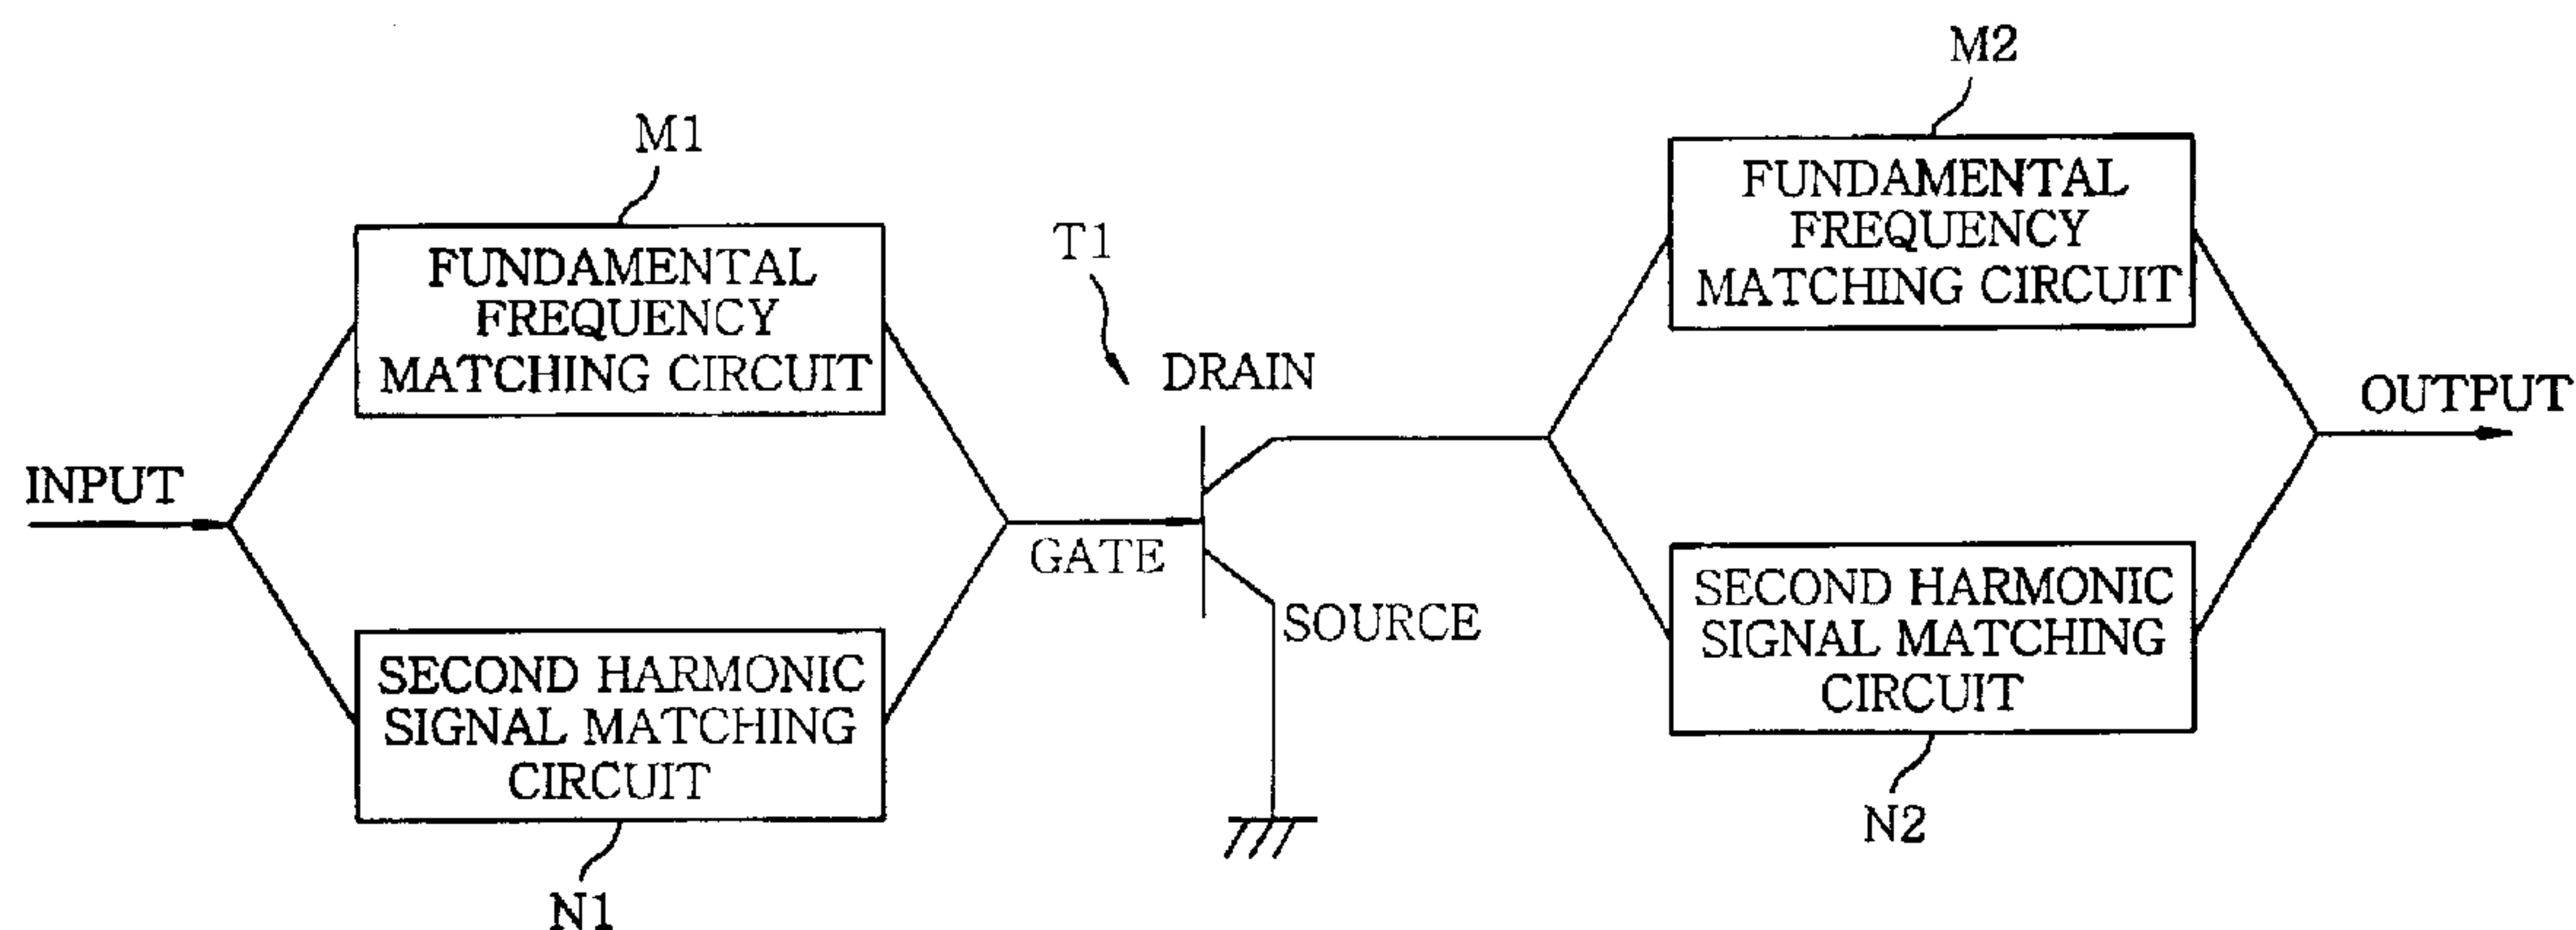 M2
M1
FUNDAMENTAL
FREQUENCY
MATCHING CIRCUIT
T1
FUNDAMENTAL
FREQUENCY
MATCHING CIRCUIT
DRAIN
OUTPUT
INPUT
GATE
SECOND HARMONIC
SIGNAL MATCHING
CIRCUIT
SOURCE
SECOND HARMONIC
SIGNAL MATCHING
CIRCUIT
N2
N1